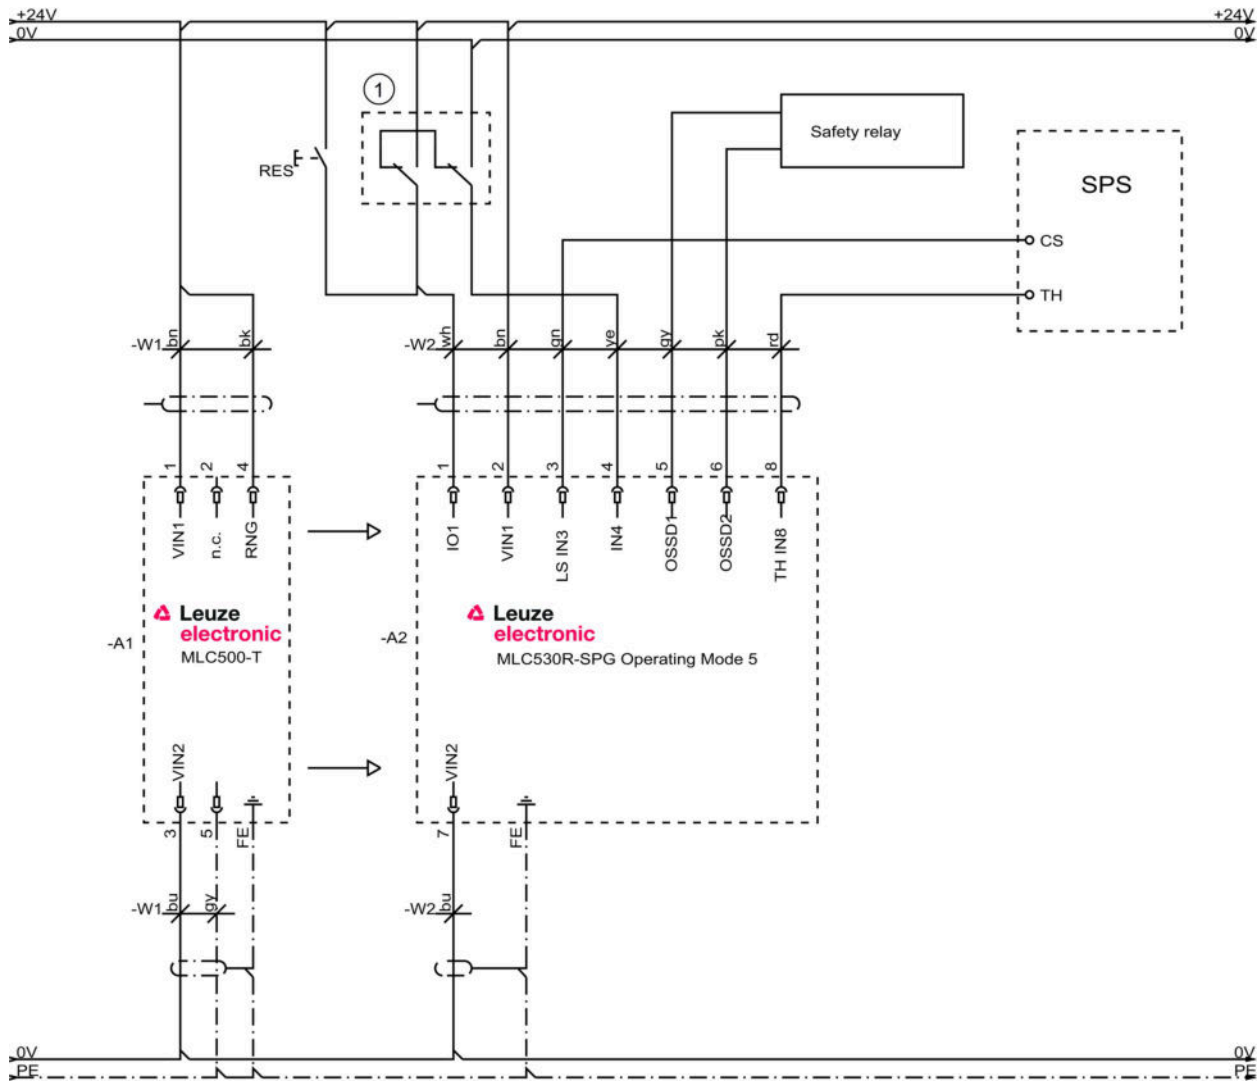 +24V
+24V
0V
0V
1
RES
Safety relay
SPS
CS
TH
-W1
bn
bk
-W2
wh
bn
gn
ye
gy
pk
rd
1
2
4
1
2
3
4
5
6
8
VIN1
n.c.
RNG
IO1
VIN1
LS IN3
IN4
OSSD1
OSSD2
TH IN8
Leuze
electronic
MLC500-T
-A1
Leuze
electronic
MLC530R-SPG Operating Mode 5
-A2
VIN2
VIN2
3
5
FE
7
FE
-W1
bu
gy
-W2
bu
0V
0V
PE
PE